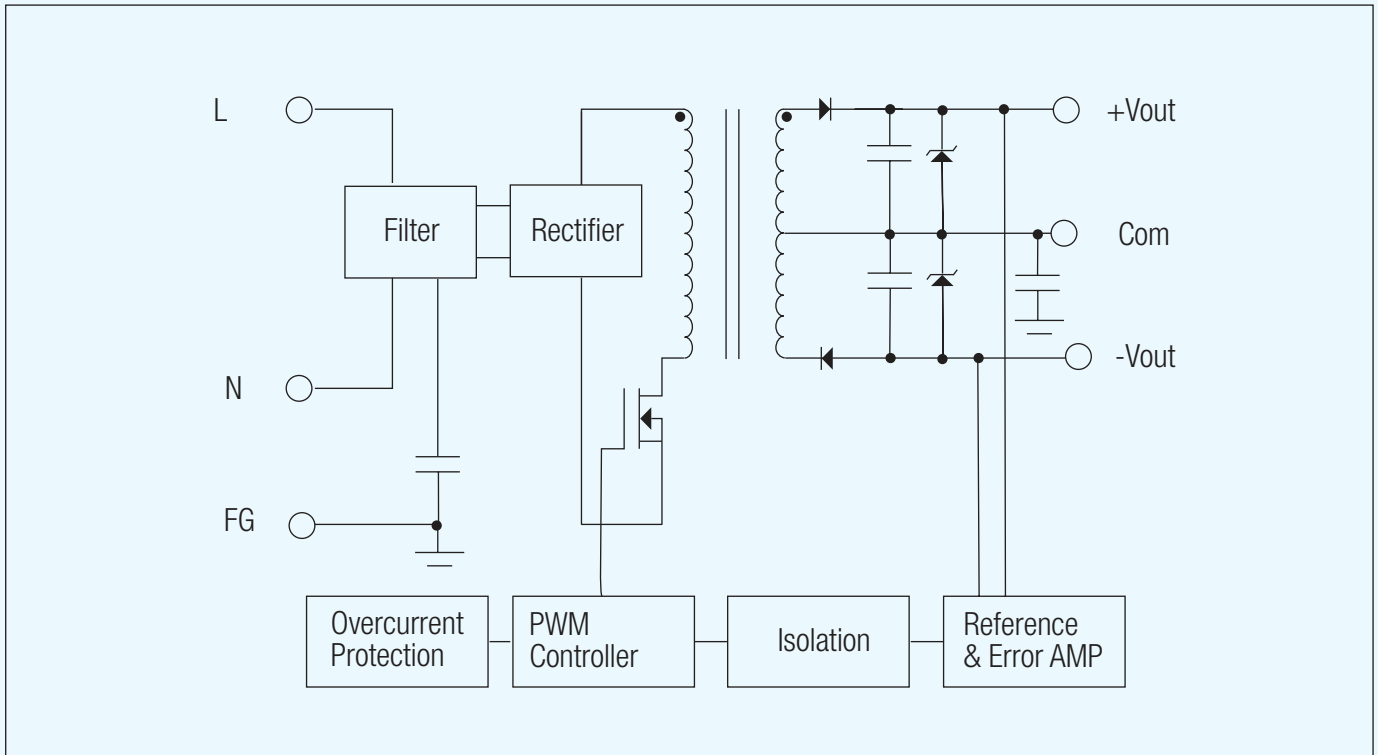 L
+Vout
Filter
Rectifier
Com
N
-Vout
FG
Overcurrent
Protection
PWM
Controller
Isolation
Reference
& Error AMP